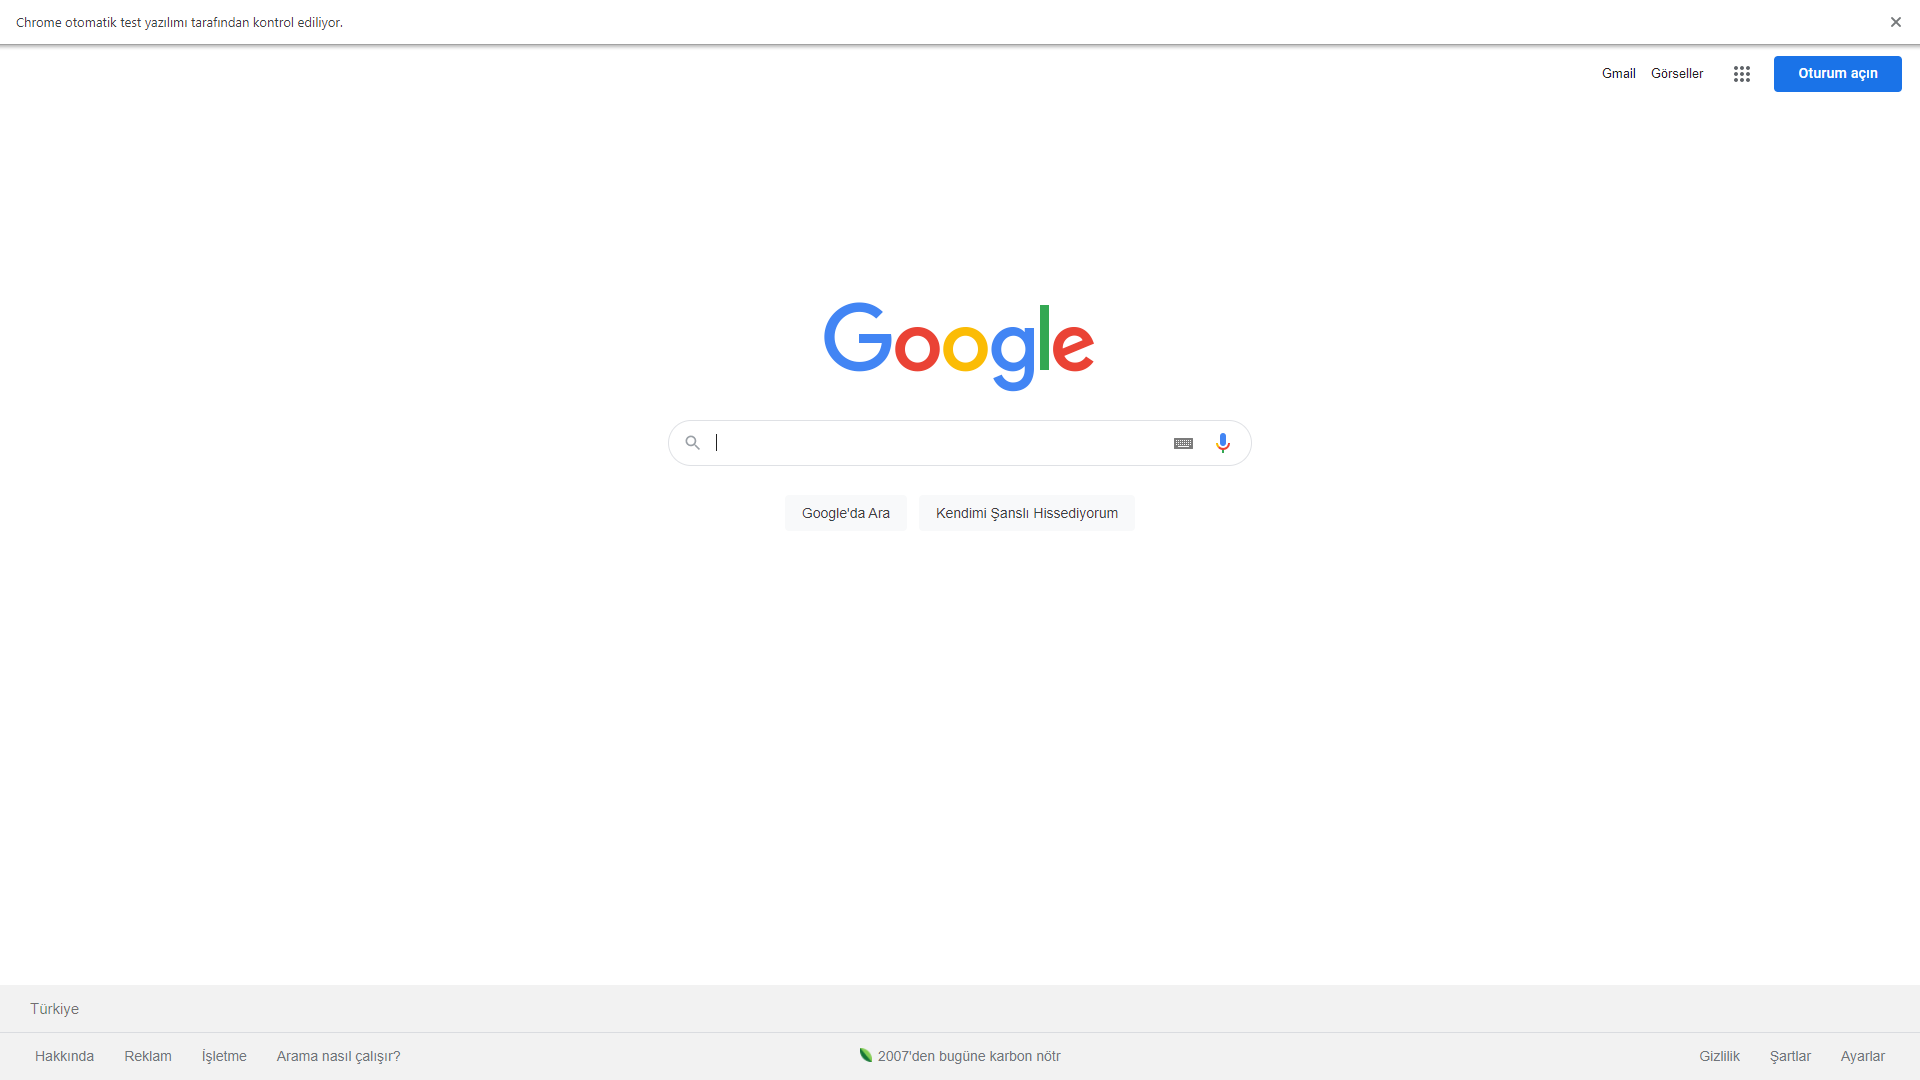 Chrome otomatik test yazılımı tarafından kontrol ediliyor.
Gmail Görseller Oturum açın
Google
Google'da Ara Kendimi Şanslı Hissediyorum
Türkiye
Hakkında Reklam İşletme Arama nasıl çalışır? 2007'den bugüne karbon nötr Gizlilik Şartlar Ayarlar